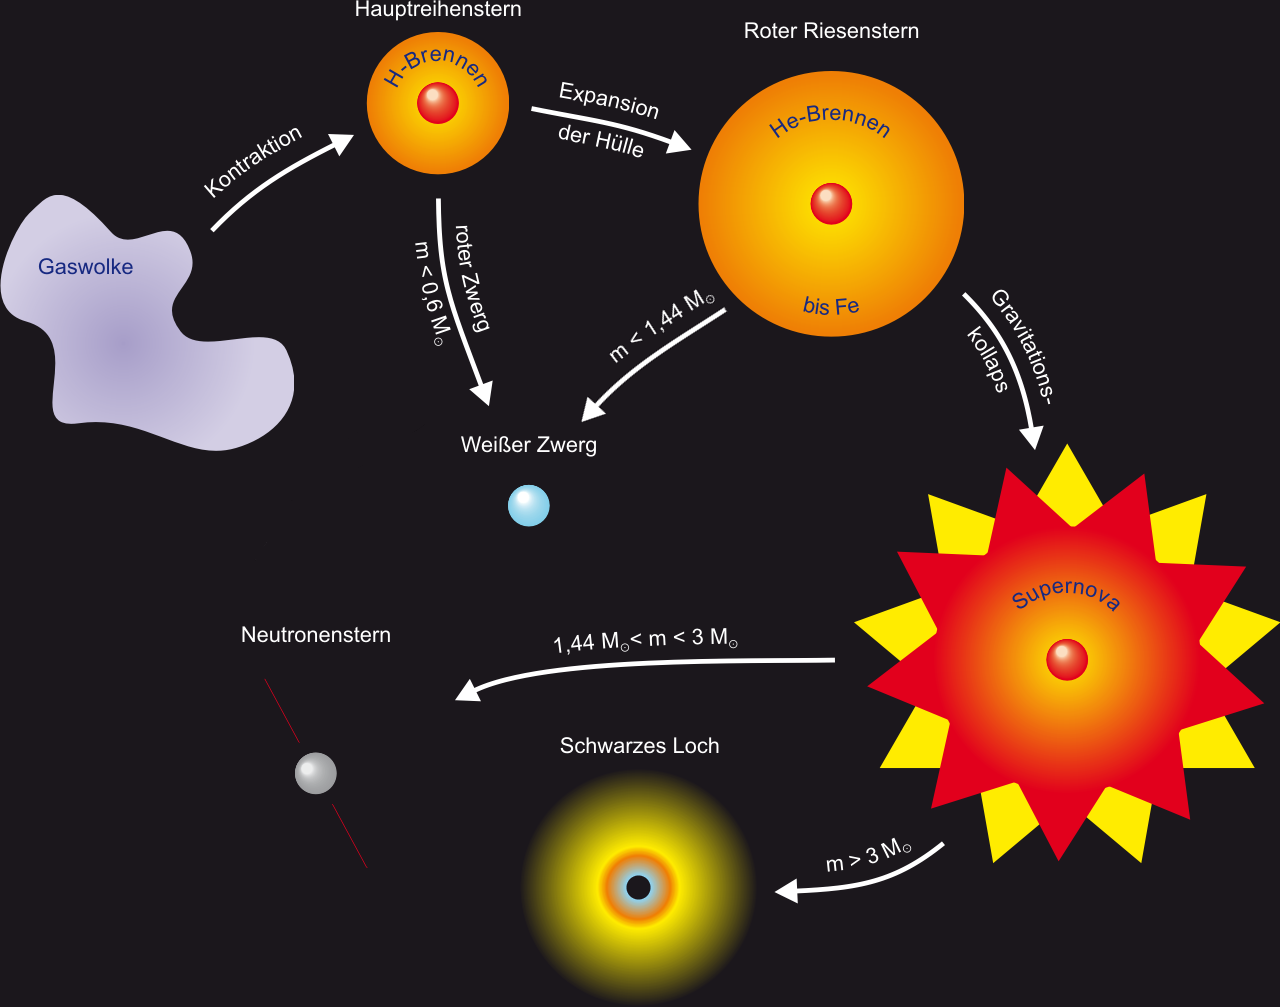 Hauptreihenstern
Roter Riesenstern
H-Brennen
Expansion
der Hülle
He-Brennen
Kontraktion
Gaswolke
roter Zwerg
m < 0,6 M☉
bis Fe
m < 1,44 M☉
Gravitations-
kollaps
Weißer Zwerg
Supernova
Neutronenstern
1,44 M☉< m < 3 M☉
Schwarzes Loch
m > 3 M☉